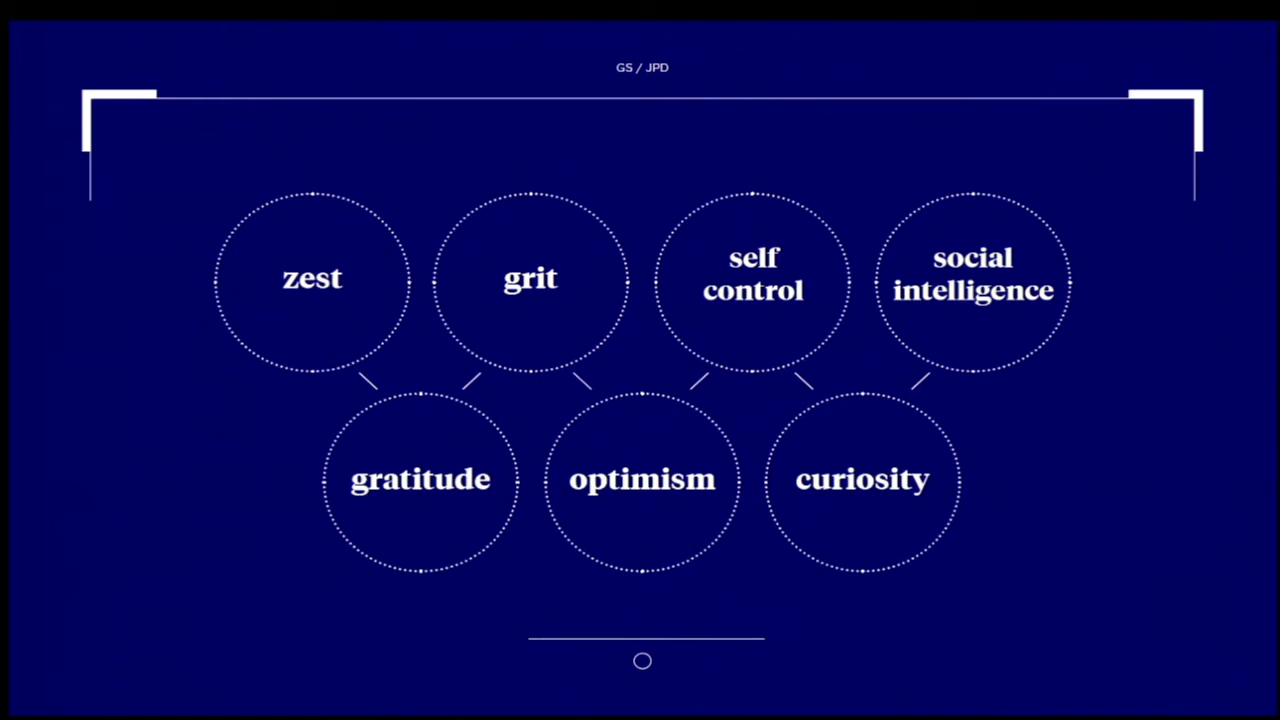 GS / JPD
zest
grit
self
control
social
intelligence
gratitude
optimism
curiosity